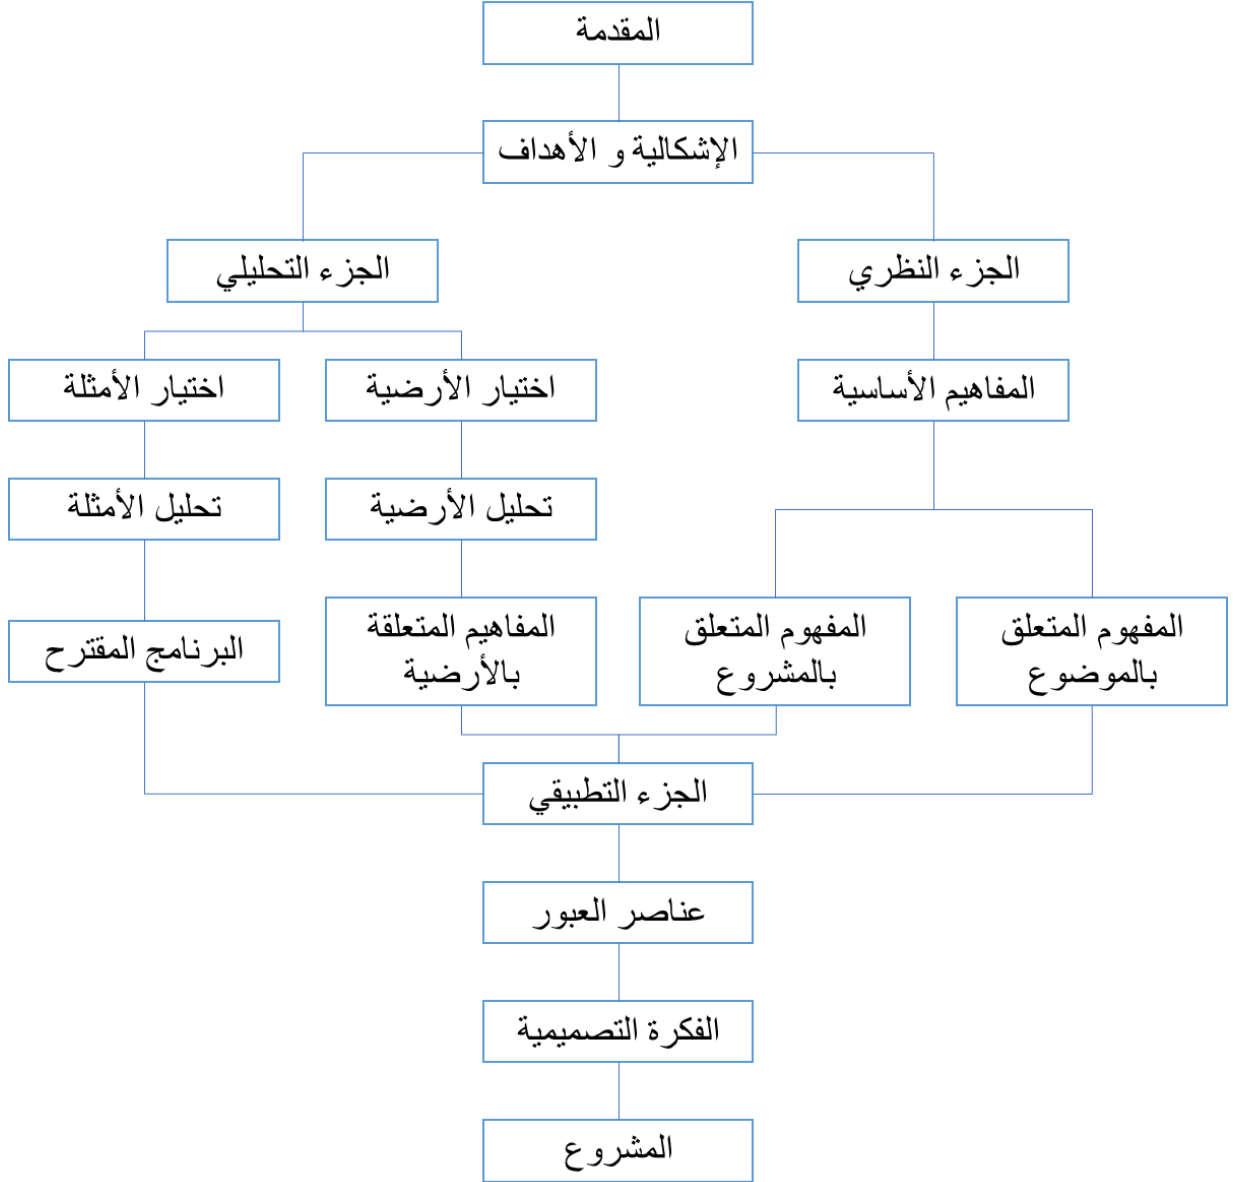 المقدمة
الإشكالية و الأهداف
الجزء النظري
الجزء التحليلي
المفاهيم الأساسية
اختيار الأرضية
اختيار الأمثلة
تحليل الأرضية
تحليل الأمثلة
المفهوم المتعلق
بالموضوع
المفهوم المتعلق
بالمشروع
المفاهيم المتعلقة
بالأرضية
البرنامج المقترح
الجزء التطبيقي
عناصر العبور
الفكرة التصميمية
المشروع